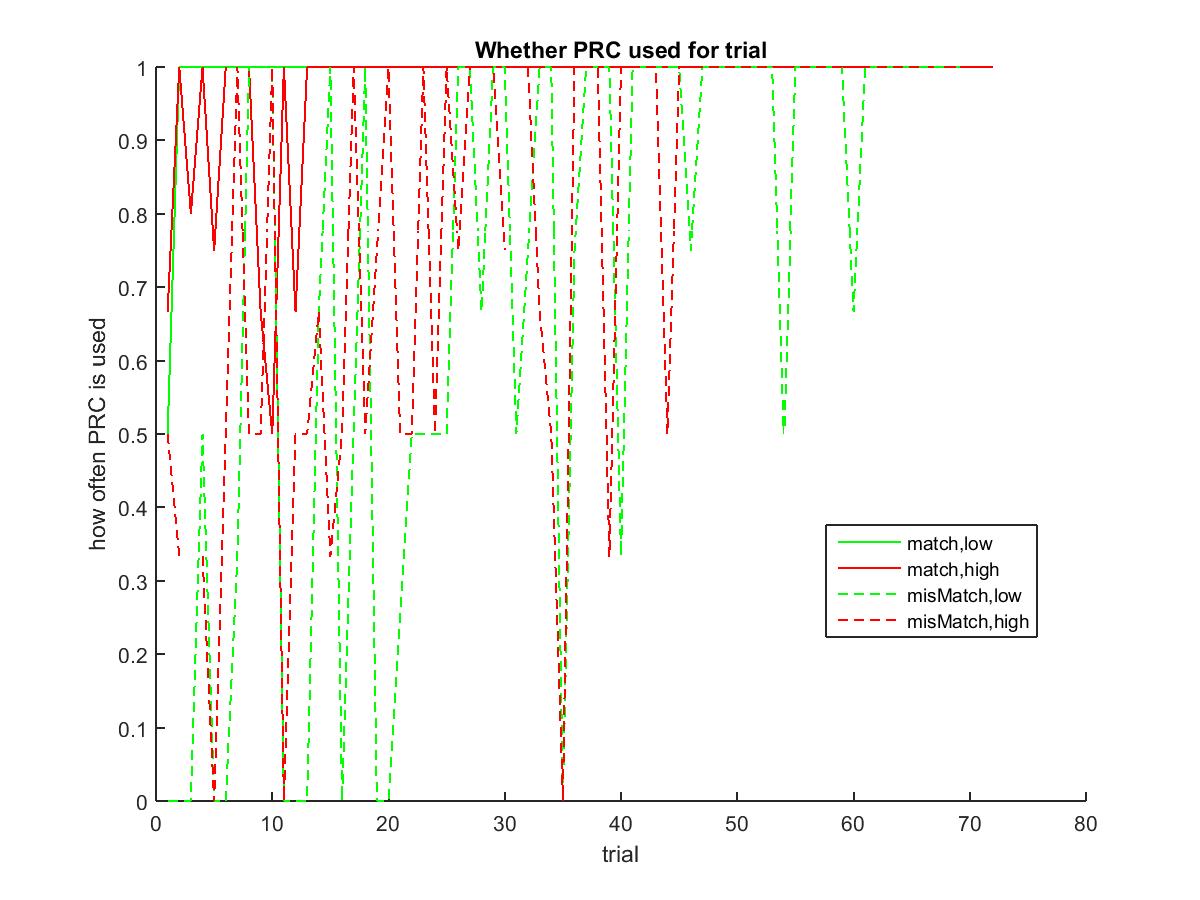 Whether PRC used for trial
1
0.9
0.8
0.7
0.6
0.5
0.4
0.3
0.2
0.1
0
how often PRC is used
match,low
match,high
misMatch,low
misMatch,high
0 10 20 30 40 50 60 70 80
trial